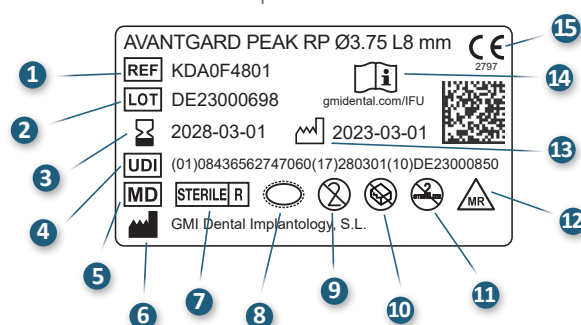 AVANTGARD PEAK RP Ø3.75 L8 mm CE 15
2797
1 REF KDA0F4801
14
2 LOT DE23000698
gmidental.com/IFU
3 2028-03-01 2023-03-01 13
4 UDI (01)08436562747060(17)280301(10)DE23000850
5 MD STERILE R 2 MR 12
6 GMI Dental Implantology, S.L.
7 8 9 10 11